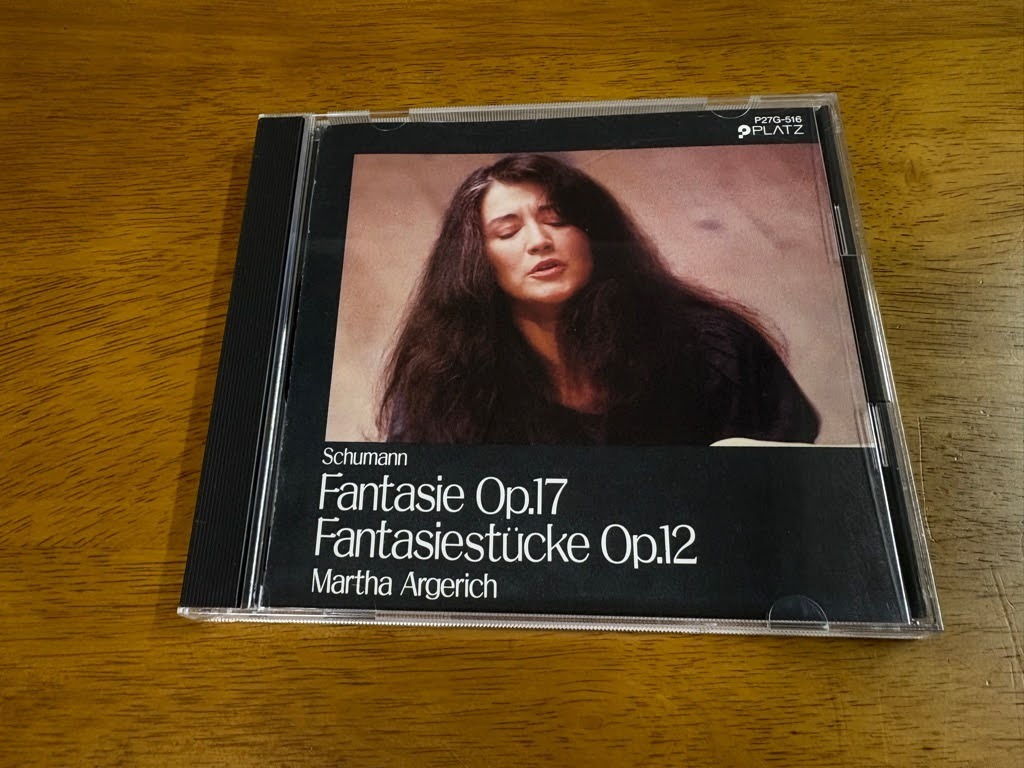 P27G-516
PLATZ
Schumann
Fantasie Op.17
Fantasiestücke Op.12
Martha Argerich